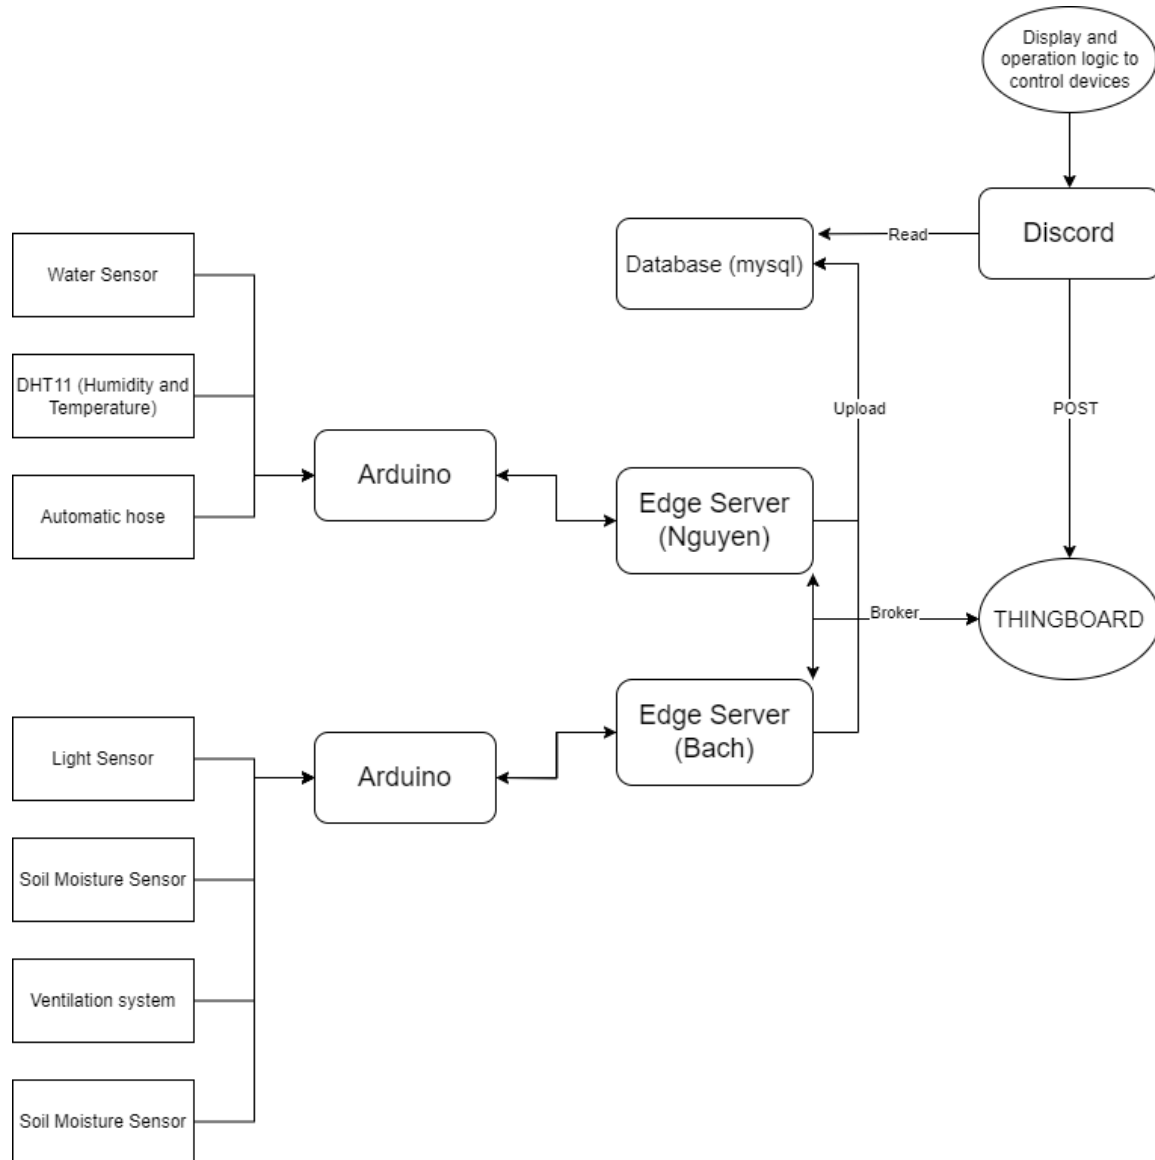 Display and
operation logic to
control devices
Discord
Read
Database (mysql)
Water Sensor
DHT11 (Humidity and
Temperature)
Upload
POST
Arduino
Automatic hose
Edge Server
(Nguyen)
Broker
THINGBOARD
Edge Server
(Bach)
Light Sensor
Arduino
Soil Moisture Sensor
Ventilation system
Soil Moisture Sensor